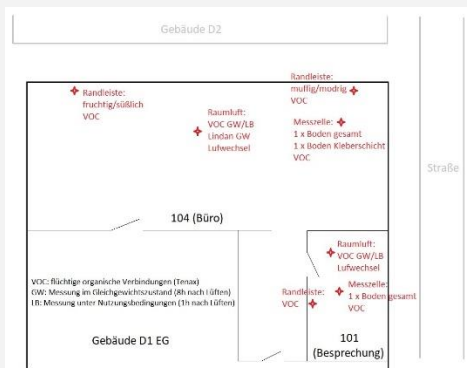 Gebäude D2
Randleiste:
fruchtig/süßlich
VOC
Raumluft:
VOC GW/LB
Lindan GW
Lufwechsel
Randleiste:
muffig/modrig
VOC
Messzelle:
1 x Boden gesamt
1 x Boden Kleberschicht
VOC
Straße
104 (Büro)
Raumluft:
VOC GW/LB
Lufwechsel
Randleiste:
VOC
Messzelle:
1 x Boden gesamt
VOC
VOC: flüchtige organische Verbindungen (Tenax)
GW: Messung im Gleichgewichtszustand (8h nach Lüften)
LB: Messung unter Nutzungsbedingungen (1h nach Lüften)
Gebäude D1 EG
101
(Besprechung)